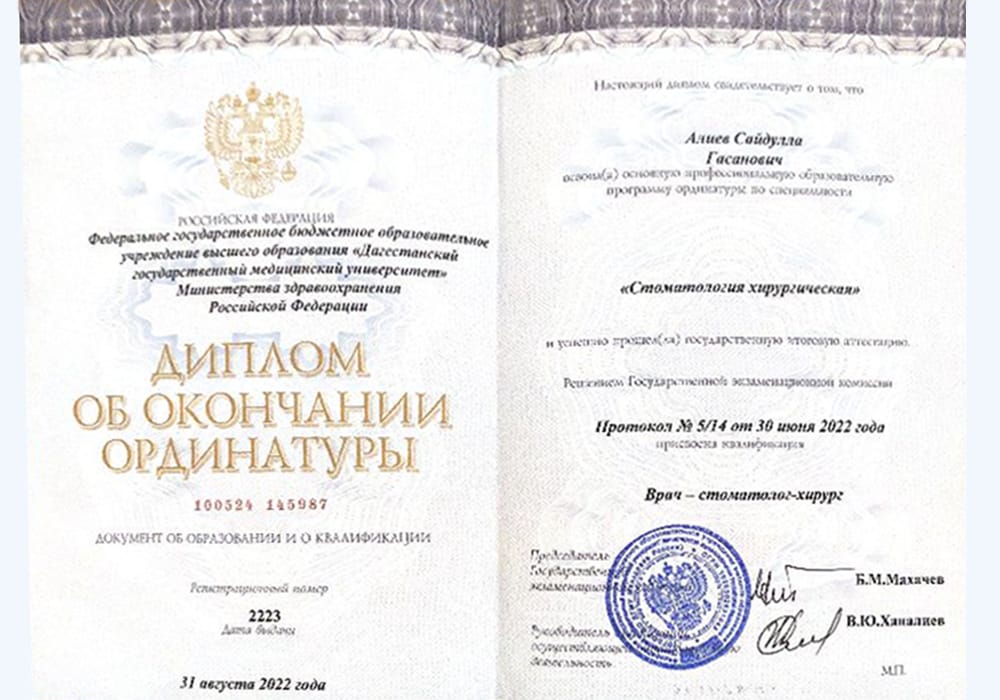 РОССИЙСКАЯ ФЕДЕРАЦИЯ
Федеральное государственное бюджетное образовательное
учреждение высшего образования «Дагестанский
государственный медицинский университет»
Министерства здравоохранения
Российской Федерации
ДИПЛОМ
ОБ ОКОНЧАНИИ
ОРДИНАТУРЫ
100524 145987
ДОКУМЕНТ ОБ ОБРАЗОВАНИИ И О КВАЛИФИКАЦИИ
Регистрационный номер
2223
Дата выдачи
31 августа 2022 года
Настоящий диплом свидетельствует о том, что
Алиев Сайдулла
Гасанович
освоил(а) основную профессиональную образовательную
программу ординатуры по специальности
«Стоматология хирургическая»
и успешно прошел(ла) государственную итоговую аттестацию.
Решением Государственной экзаменационной комиссии
Протокол № 5/14 от 30 июня 2022 года
присвоена квалификация
Врач – стоматолог-хирург
Председатель
Б.М.Махачев
В.Ю.Ханалиев
Руководитель
деятельность
М.П.